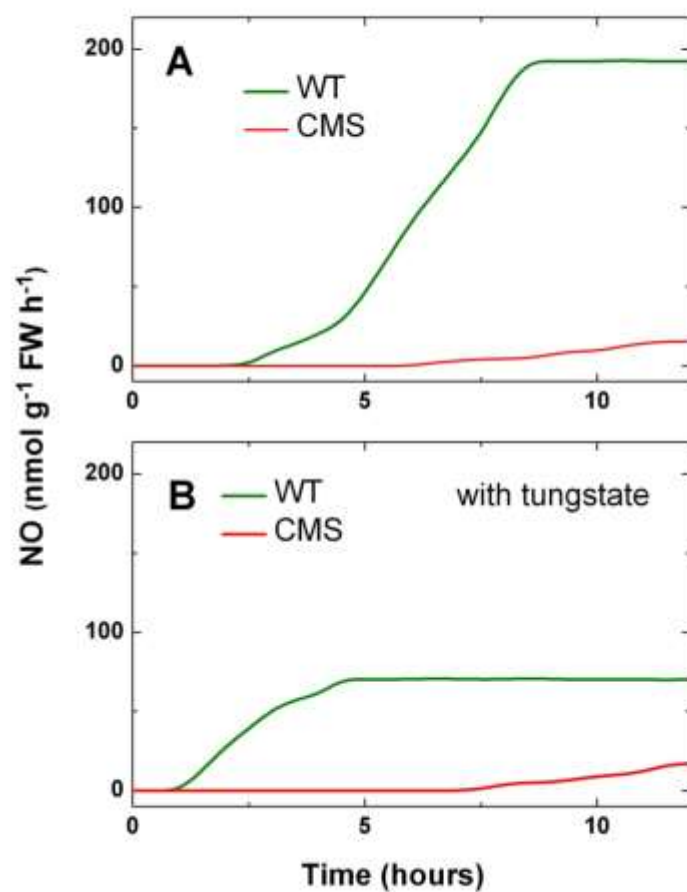 NO (nmol g⁻¹ FW h⁻¹)
A
WT
CMS
200
100
0
0 5 10
B
WT
CMS
with tungstate
200
100
0
0 5 10
Time (hours)